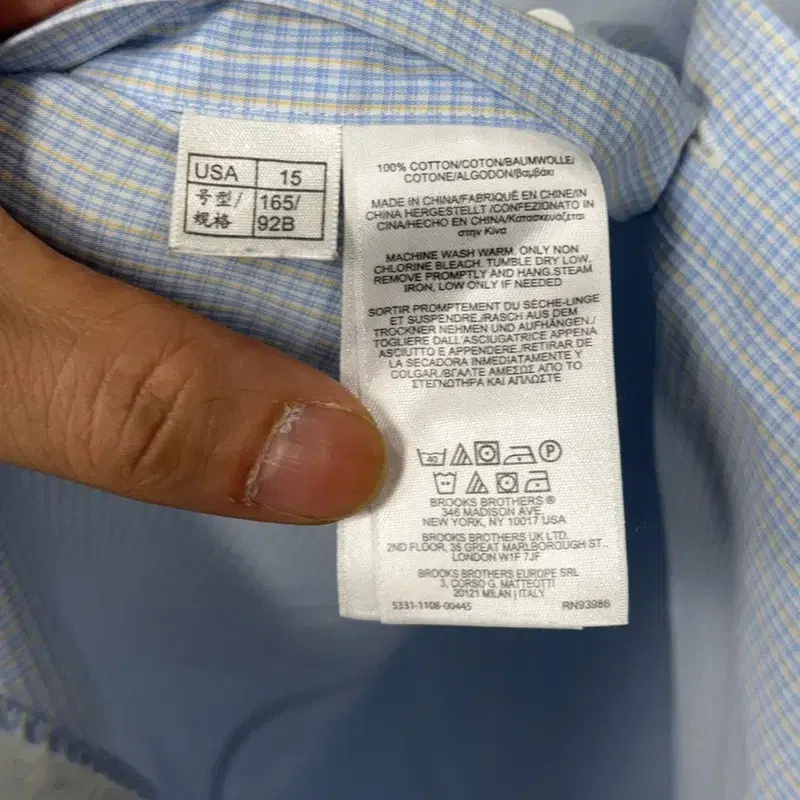 USA 15
号型/ 165/
规格 92B
100% COTTON/COTON/BAUMWOLLE/
COTONE/ALGODON/βαμβάκι
MADE IN CHINA/FABRIQUÉ EN CHINE/IN
CHINA HERGESTELLT /CONFEZIONATO IN
CINA/HECHO EN CHINA/Κατασκευάζεται
στην Κίνα
MACHINE WASH WARM. ONLY NON
CHLORINE BLEACH. TUMBLE DRY LOW.
REMOVE PROMPTLY AND HANG.STEAM
IRON, LOW ONLY IF NEEDED
SORTIR PROMPTEMENT DU SÈCHE-LINGE
ET SUSPENDRE./RASCH AUS DEM
TROCKNER NEHMEN UND AUFHÄNGEN./
TOGLIERE DALL'ASCIUGATRICE APPENA
ASCIUTTO E APPENDERE./RETIRAR DE
LA SECADORA INMEDIATAMENTE Y
COLGAR./ΒΓΑΛΤΕ ΑΜΕΣΩΣ ΑΠΟ ΤΟ
ΣΤΕΓΝΩΤΗΡΑ ΚΑΙ ΑΠΛΩΣΤΕ
40 P
BROOKS BROTHERS ®
346 MADISON AVE.
NEW YORK, NY 10017 USA
BROOKS BROTHERS UK LTD.
2ND FLOOR, 35 GREAT MARLBOROUGH ST.,
LONDON W1F 7JF
BROOKS BROTHERS EUROPE SRL
3, CORSO G. MATTEOTTI
20121 MILAN | ITALY
5331-1108-00445 RN93986